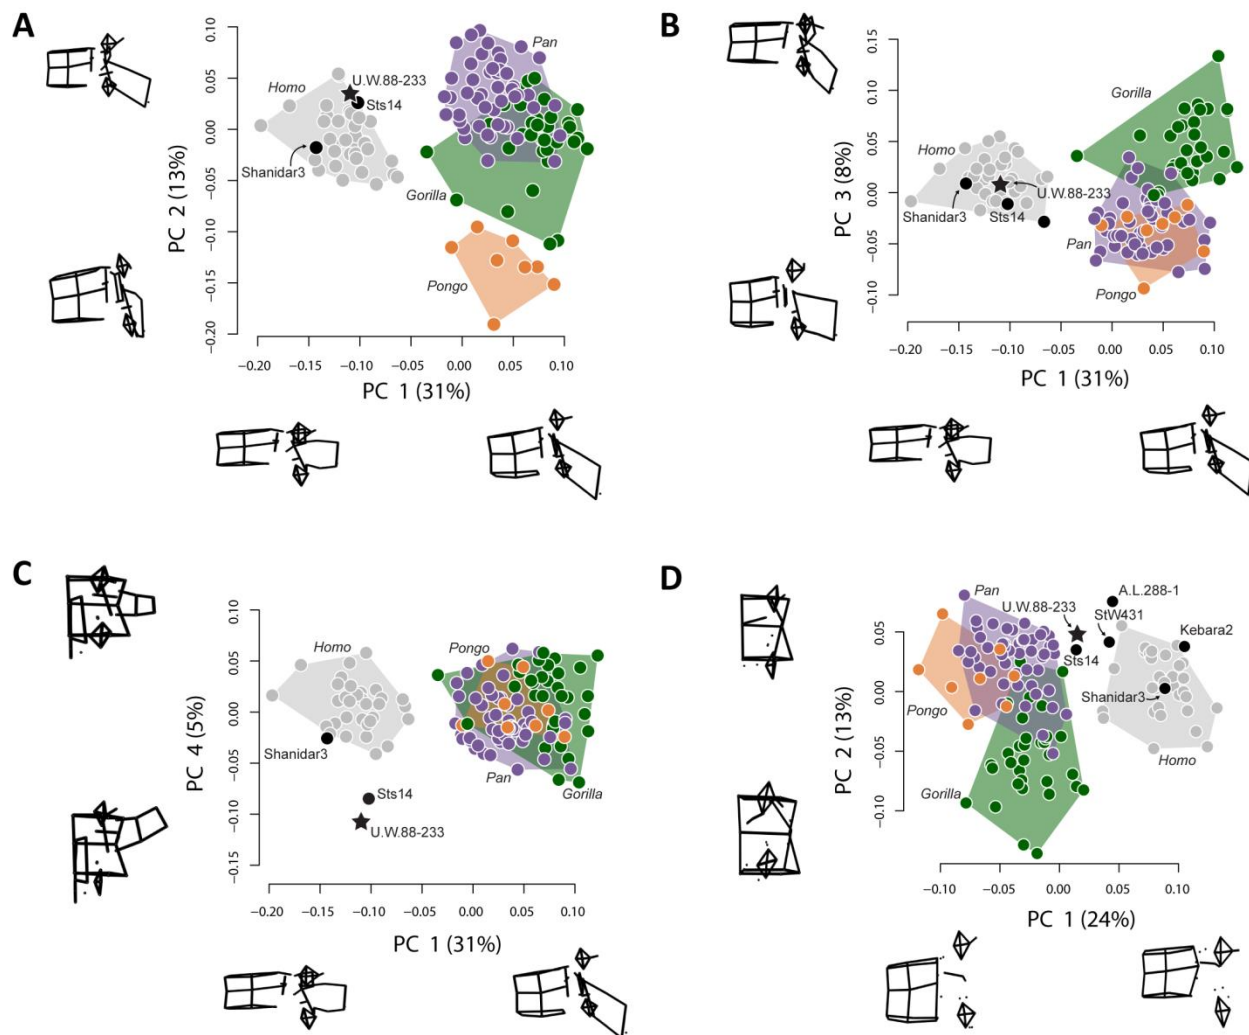 A
PC 2 (13%)
0.10
0.05
0.00
−0.05
−0.10
−0.15
−0.20
Pan
U.W.88-233
Homo
Sts14
Shanidar3
Gorilla
Pongo
−0.20
−0.15
−0.10
−0.05
0.00
0.05
0.10
PC 1 (31%)
B
PC 3 (8%)
0.15
0.10
0.05
0.00
−0.05
−0.10
Gorilla
Homo
U.W.88-233
Shanidar3
Sts14
Pan
Pongo
−0.20
−0.15
−0.10
−0.05
0.00
0.05
0.10
PC 1 (31%)
C
PC 4 (5%)
0.10
0.05
0.00
−0.05
−0.10
−0.15
Homo
Pongo
Shanidar3
Pan
Sts14
Gorilla
U.W.88-233
−0.20
−0.15
−0.10
−0.05
0.00
0.05
0.10
PC 1 (31%)
D
PC 2 (13%)
0.05
0.00
−0.05
−0.10
A.L.288-1
Pan
U.W.88-233
StW431
Kebara2
Sts14
Shanidar3
Pongo
Homo
Gorilla
−0.10
−0.05
0.00
0.05
0.10
PC 1 (24%)